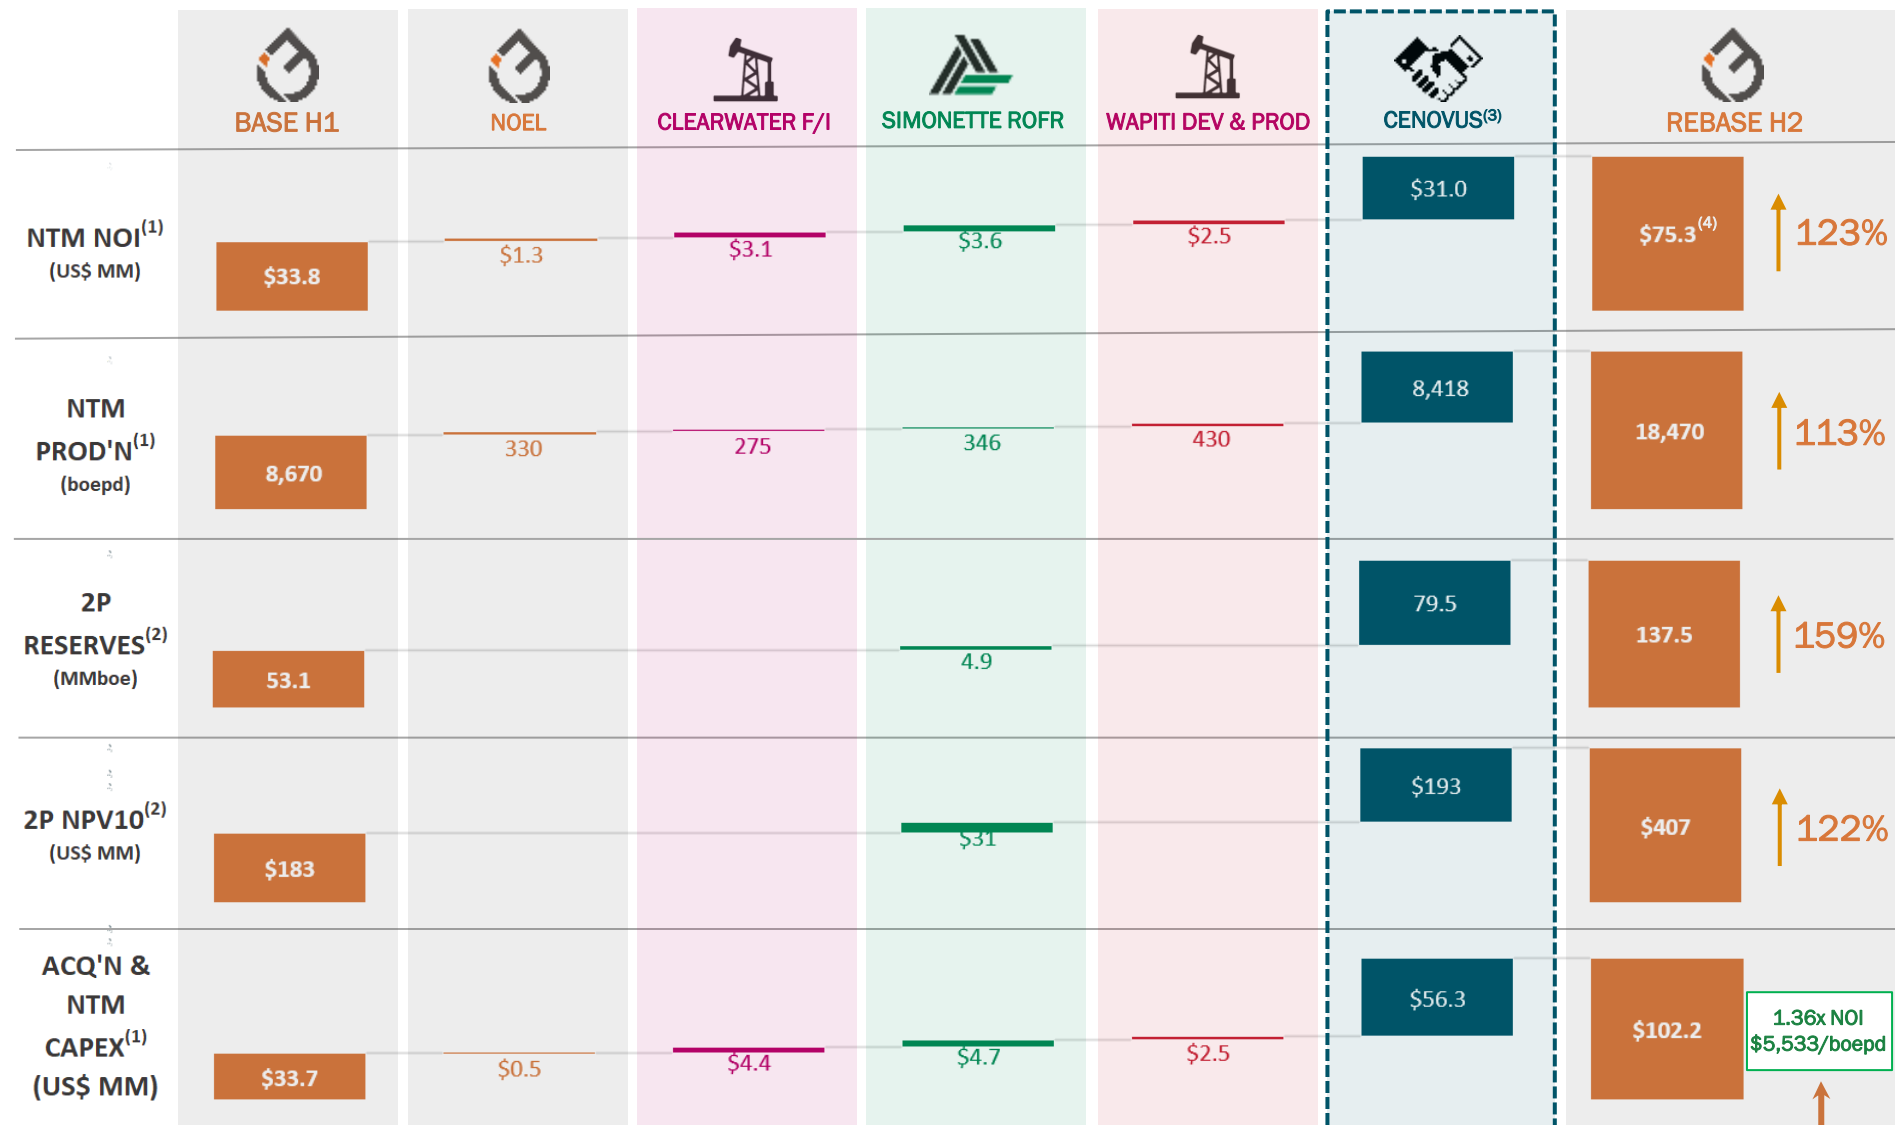 BASE H1
NOEL
CLEARWATER F/I
SIMONETTE ROFR
WAPITI DEV & PROD
CENOVUS(3)
REBASE H2
NTM NOI(1)
(US$ MM)
$33.8
$1.3
$3.1
$3.6
$2.5
$31.0
$75.3(4)
123%
NTM
PROD'N(1)
(boepd)
8,670
330
275
346
430
8,418
18,470
113%
2P
RESERVES(2)
(MMboe)
53.1
4.9
79.5
137.5
159%
2P NPV10(2)
(US$ MM)
$183
$31
$193
$407
122%
ACQ'N &
NTM
CAPEX(1)
(US$ MM)
$33.7
$0.5
$4.4
$4.7
$2.5
$56.3
$102.2
1.36x NOI
$5,533/boepd